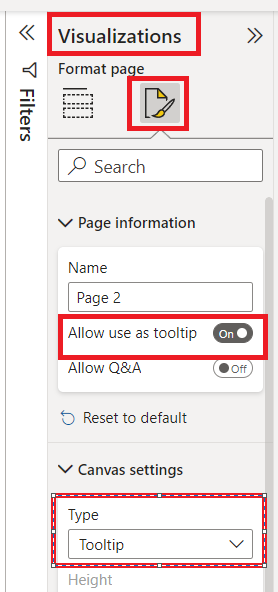 Visualizations
Format page
Filters
Search
Page information
Name
Page 2
Allow use as tooltip On
Allow Q&A Off
Reset to default
Canvas settings
Type
Tooltip
Height